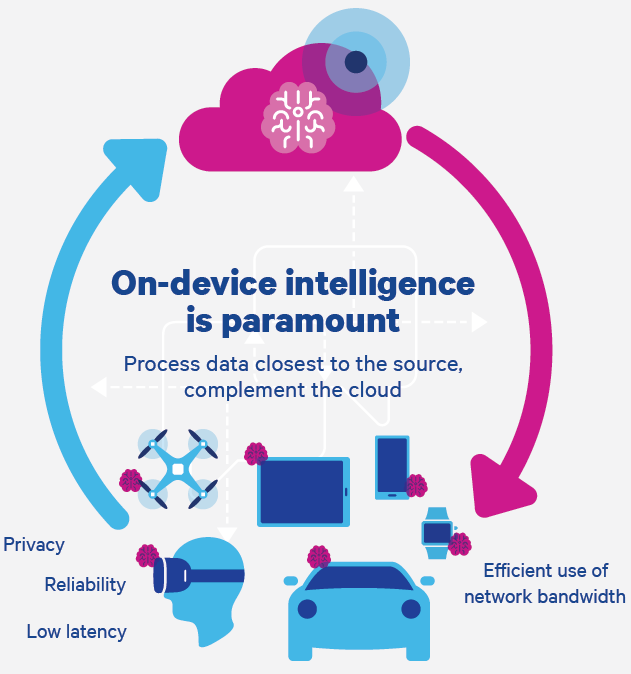 On-device intelligence
is paramount
Process data closest to the source,
complement the cloud
Privacy
Reliability
Low latency
Efficient use of
network bandwidth